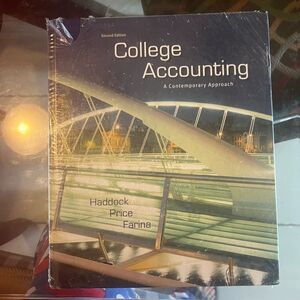 Second Edition
College
Accounting
A Contemporary Approach
Haddock
Price
Farina